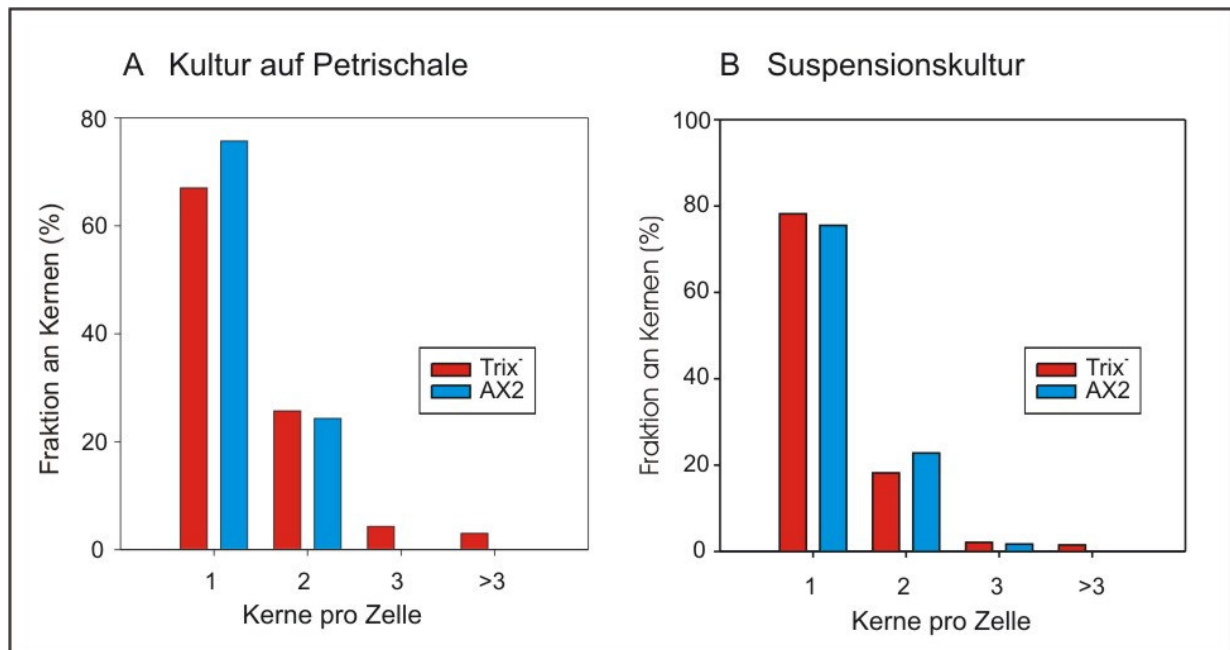 A Kultur auf Petrischale
80
60
40
20
0
Fraktion an Kernen (%)
Trix-
AX2
1 2 3 >3
Kerne pro Zelle
B Suspensionskultur
100
80
60
40
20
0
Fraktion an Kernen (%)
Trix-
AX2
1 2 3 >3
Kerne pro Zelle